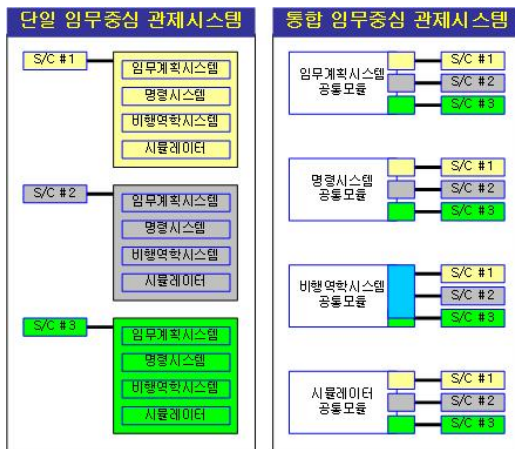 단일 임무중심 관제시스템
S/C #1
임무계획시스템
명령시스템
비행역학시스템
시뮬레이터
S/C #2
임무계획시스템
명령시스템
비행역학시스템
시뮬레이터
S/C #3
임무계획시스템
명령시스템
비행역학시스템
시뮬레이터
통합 임무중심 관제시스템
임무계획시스템
공통모듈
S/C #1
S/C #2
S/C #3
명령시스템
공통모듈
S/C #1
S/C #2
S/C #3
비행역학시스템
공통모듈
S/C #1
S/C #2
S/C #3
시뮬레이터
공통모듈
S/C #1
S/C #2
S/C #3